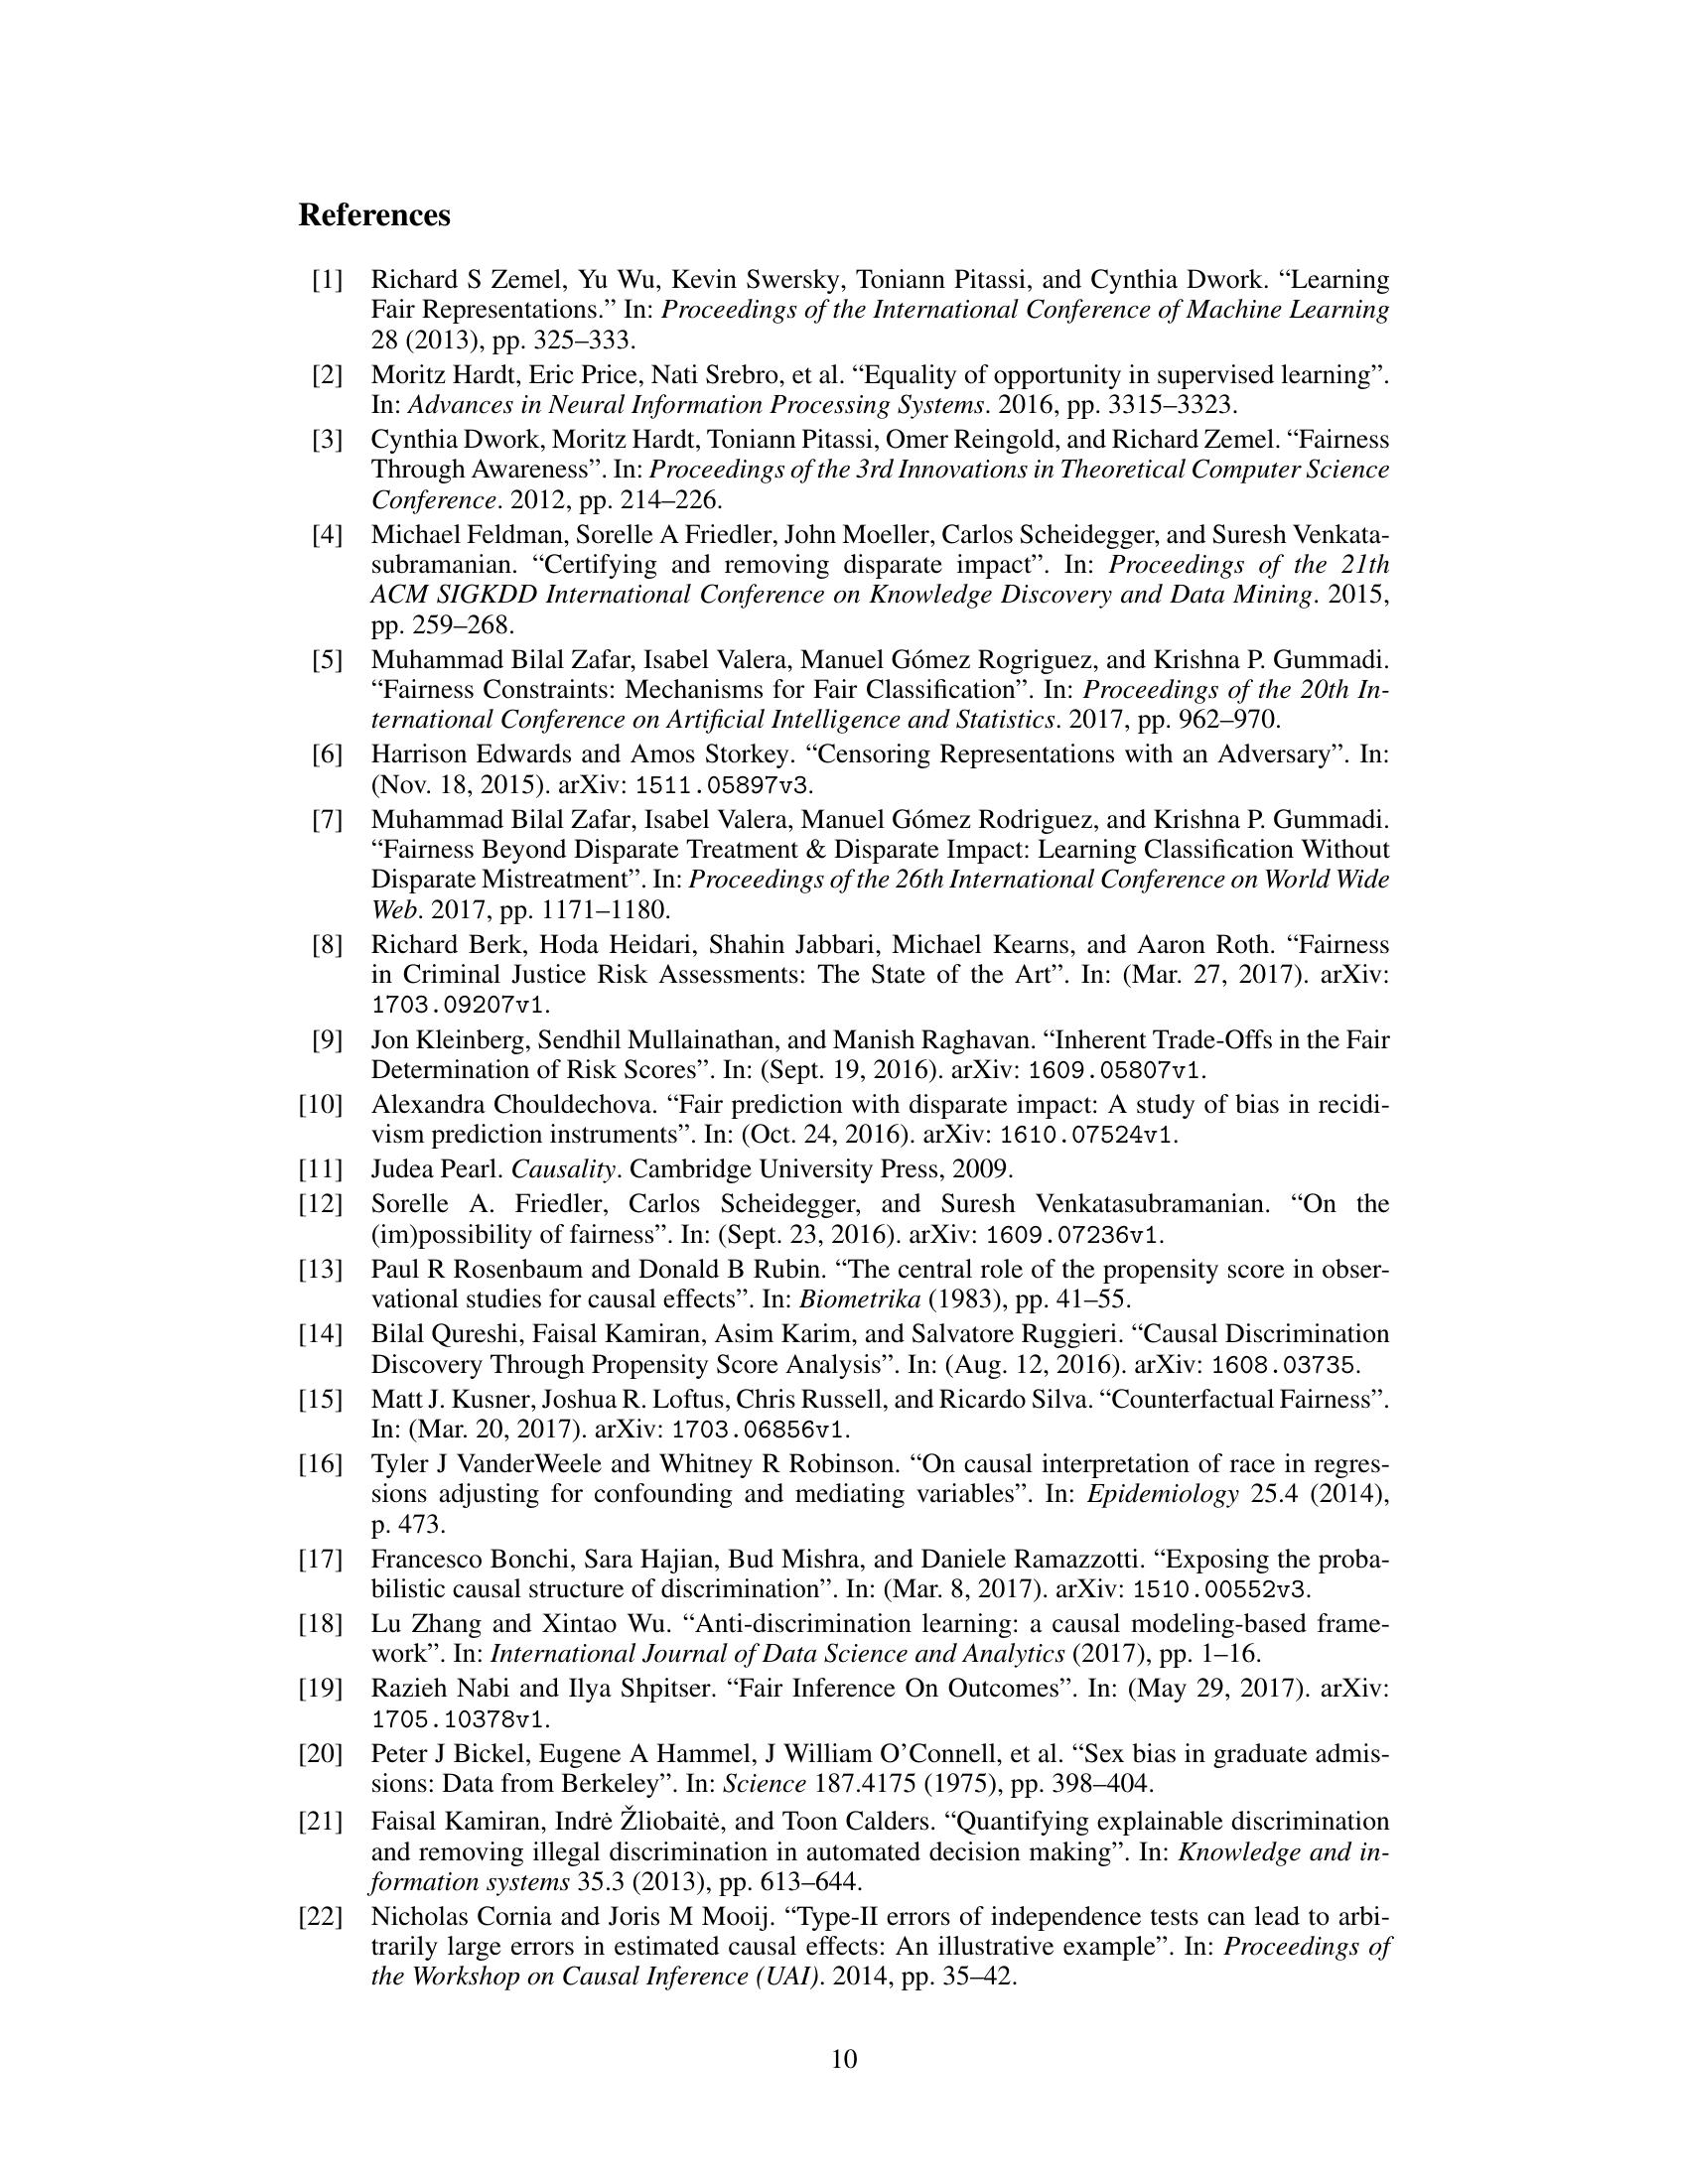 References
[1] Richard S Zemel, Yu Wu, Kevin Swersky, Toniann Pitassi, and Cynthia Dwork. “Learning
Fair Representations.” In: Proceedings of the International Conference of Machine Learning
28 (2013), pp. 325–333.
[2] Moritz Hardt, Eric Price, Nati Srebro, et al. “Equality of opportunity in supervised learning”.
In: Advances in Neural Information Processing Systems. 2016, pp. 3315–3323.
[3] Cynthia Dwork, Moritz Hardt, Toniann Pitassi, Omer Reingold, and Richard Zemel. “Fairness
Through Awareness”. In: Proceedings of the 3rd Innovations in Theoretical Computer Science
Conference. 2012, pp. 214–226.
[4] Michael Feldman, Sorelle A Friedler, John Moeller, Carlos Scheidegger, and Suresh Venkata-
subramanian. “Certifying and removing disparate impact”. In: Proceedings of the 21th
ACM SIGKDD International Conference on Knowledge Discovery and Data Mining. 2015,
pp. 259–268.
[5] Muhammad Bilal Zafar, Isabel Valera, Manuel Gómez Rogriguez, and Krishna P. Gummadi.
“Fairness Constraints: Mechanisms for Fair Classification”. In: Proceedings of the 20th In-
ternational Conference on Artificial Intelligence and Statistics. 2017, pp. 962–970.
[6] Harrison Edwards and Amos Storkey. “Censoring Representations with an Adversary”. In:
(Nov. 18, 2015). arXiv: 1511.05897v3.
[7] Muhammad Bilal Zafar, Isabel Valera, Manuel Gómez Rodriguez, and Krishna P. Gummadi.
“Fairness Beyond Disparate Treatment & Disparate Impact: Learning Classification Without
Disparate Mistreatment”. In: Proceedings of the 26th International Conference on World Wide
Web. 2017, pp. 1171–1180.
[8] Richard Berk, Hoda Heidari, Shahin Jabbari, Michael Kearns, and Aaron Roth. “Fairness
in Criminal Justice Risk Assessments: The State of the Art”. In: (Mar. 27, 2017). arXiv:
1703.09207v1.
[9] Jon Kleinberg, Sendhil Mullainathan, and Manish Raghavan. “Inherent Trade-Offs in the Fair
Determination of Risk Scores”. In: (Sept. 19, 2016). arXiv: 1609.05807v1.
[10] Alexandra Chouldechova. “Fair prediction with disparate impact: A study of bias in recidi-
vism prediction instruments”. In: (Oct. 24, 2016). arXiv: 1610.07524v1.
[11] Judea Pearl. Causality. Cambridge University Press, 2009.
[12] Sorelle A. Friedler, Carlos Scheidegger, and Suresh Venkatasubramanian. “On the
(im)possibility of fairness”. In: (Sept. 23, 2016). arXiv: 1609.07236v1.
[13] Paul R Rosenbaum and Donald B Rubin. “The central role of the propensity score in obser-
vational studies for causal effects”. In: Biometrika (1983), pp. 41–55.
[14] Bilal Qureshi, Faisal Kamiran, Asim Karim, and Salvatore Ruggieri. “Causal Discrimination
Discovery Through Propensity Score Analysis”. In: (Aug. 12, 2016). arXiv: 1608.03735.
[15] Matt J. Kusner, Joshua R. Loftus, Chris Russell, and Ricardo Silva. “Counterfactual Fairness”.
In: (Mar. 20, 2017). arXiv: 1703.06856v1.
[16] Tyler J VanderWeele and Whitney R Robinson. “On causal interpretation of race in regres-
sions adjusting for confounding and mediating variables”. In: Epidemiology 25.4 (2014),
p. 473.
[17] Francesco Bonchi, Sara Hajian, Bud Mishra, and Daniele Ramazzotti. “Exposing the proba-
bilistic causal structure of discrimination”. In: (Mar. 8, 2017). arXiv: 1510.00552v3.
[18] Lu Zhang and Xintao Wu. “Anti-discrimination learning: a causal modeling-based frame-
work”. In: International Journal of Data Science and Analytics (2017), pp. 1–16.
[19] Razieh Nabi and Ilya Shpitser. “Fair Inference On Outcomes”. In: (May 29, 2017). arXiv:
1705.10378v1.
[20] Peter J Bickel, Eugene A Hammel, J William O’Connell, et al. “Sex bias in graduate admis-
sions: Data from Berkeley”. In: Science 187.4175 (1975), pp. 398–404.
[21] Faisal Kamiran, Indrė Žliobaitė, and Toon Calders. “Quantifying explainable discrimination
and removing illegal discrimination in automated decision making”. In: Knowledge and in-
formation systems 35.3 (2013), pp. 613–644.
[22] Nicholas Cornia and Joris M Mooij. “Type-II errors of independence tests can lead to arbi-
trarily large errors in estimated causal effects: An illustrative example”. In: Proceedings of
the Workshop on Causal Inference (UAI). 2014, pp. 35–42.
10